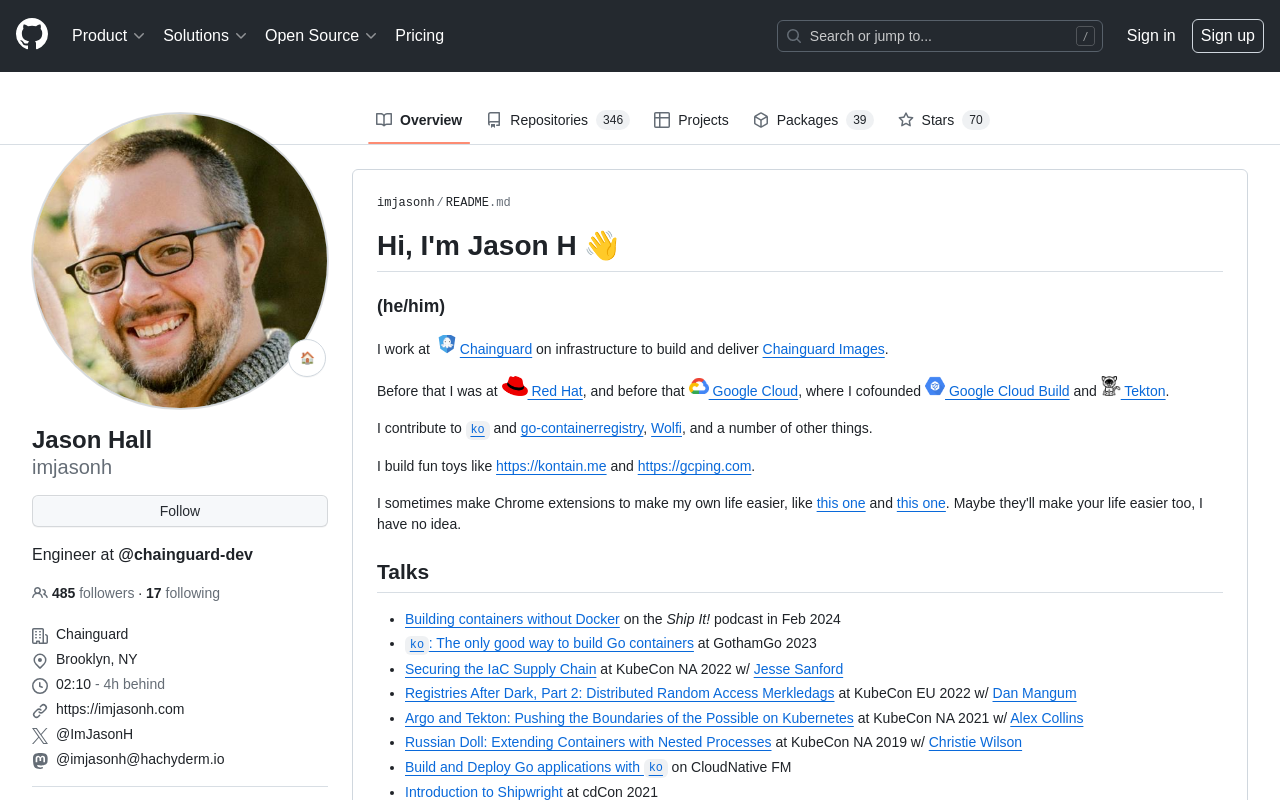 Product
Solutions
Open Source
Pricing
Search or jump to...
/
Sign in
Sign up
Overview
Repositories 346
Projects
Packages 39
Stars 70
Jason Hall
imjasonh
Follow
Engineer at @chainguard-dev
485 followers · 17 following
Chainguard
Brooklyn, NY
02:10 - 4h behind
https://imjasonh.com
@ImJasonH
@imjasonh@hachyderm.io
imjasonh/README.md
Hi, I'm Jason H 👋
(he/him)
I work at Chainguard on infrastructure to build and deliver Chainguard Images.
Before that I was at Red Hat, and before that Google Cloud, where I cofounded Google Cloud Build and Tekton.
I contribute to ko and go-containerregistry, Wolfi, and a number of other things.
I build fun toys like https://kontain.me and https://gcping.com.
I sometimes make Chrome extensions to make my own life easier, like this one and this one. Maybe they'll make your life easier too, I
have no idea.
Talks
• Building containers without Docker on the Ship It! podcast in Feb 2024
• ko: The only good way to build Go containers at GothamGo 2023
• Securing the IaC Supply Chain at KubeCon NA 2022 w/ Jesse Sanford
• Registries After Dark, Part 2: Distributed Random Access Merkledags at KubeCon EU 2022 w/ Dan Mangum
• Argo and Tekton: Pushing the Boundaries of the Possible on Kubernetes at KubeCon NA 2021 w/ Alex Collins
• Russian Doll: Extending Containers with Nested Processes at KubeCon NA 2019 w/ Christie Wilson
• Build and Deploy Go applications with ko on CloudNative FM
• Introduction to Shipwright at cdCon 2021